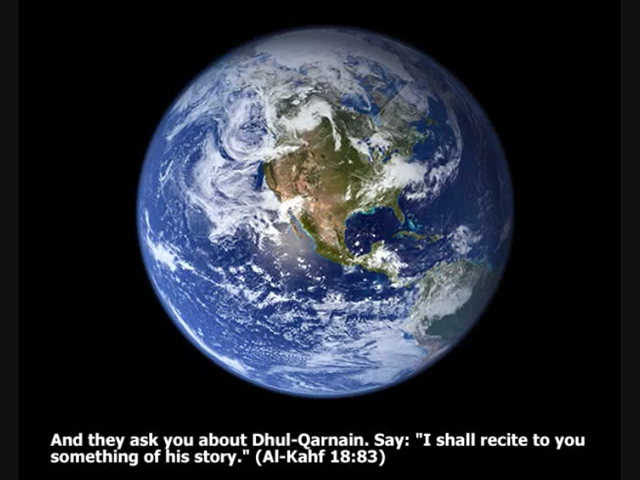 And they ask you about Dhul-Qarnain. Say: "I shall recite to you
something of his story." (Al-Kahf 18:83)